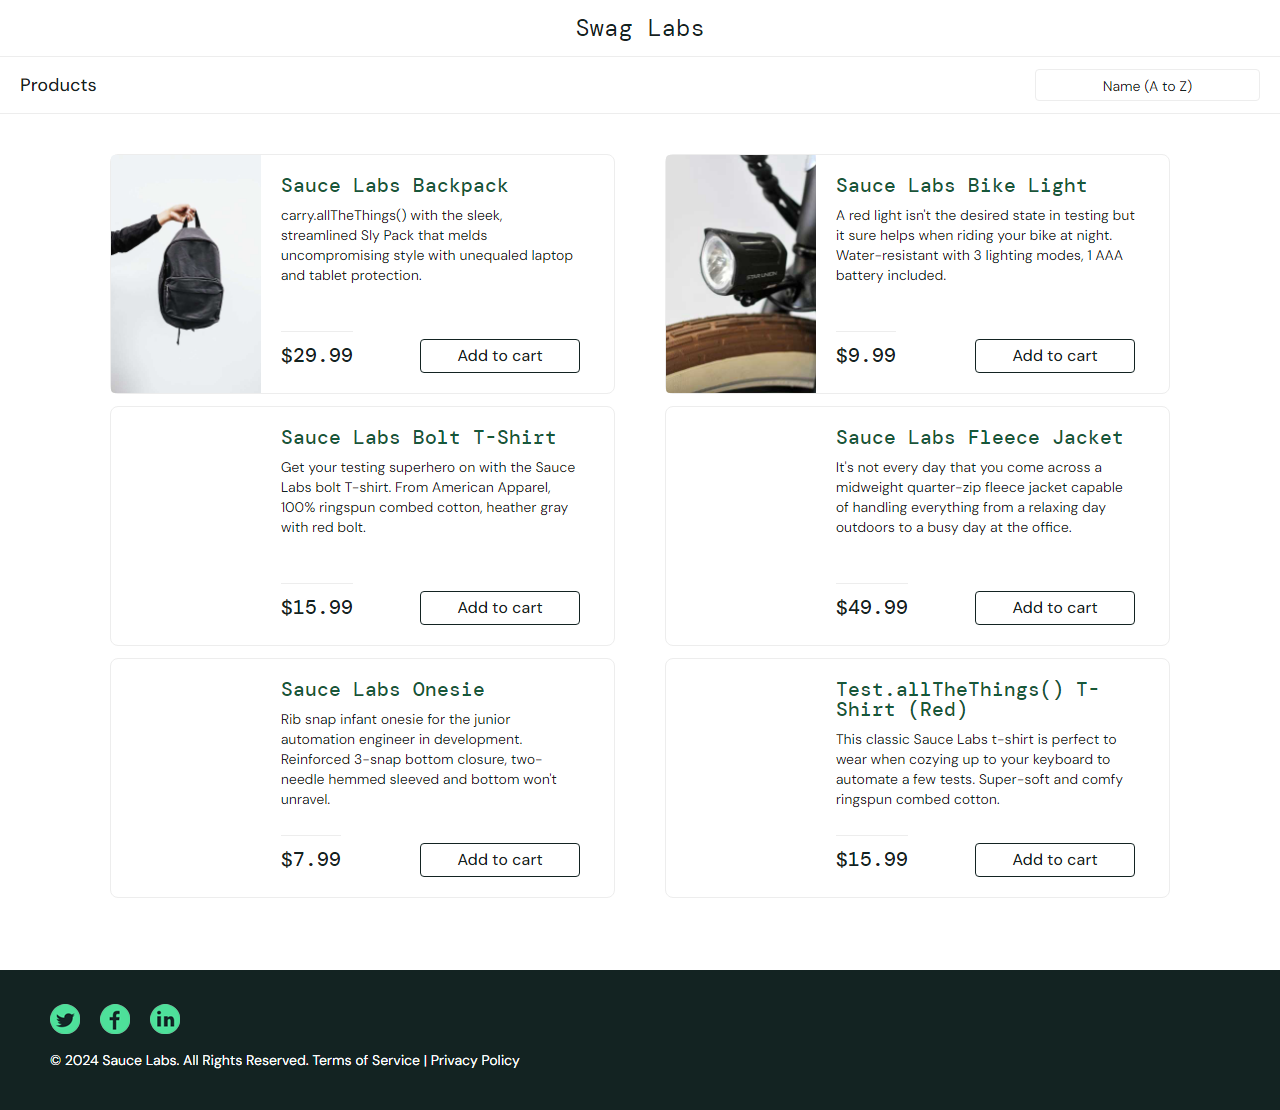 Swag Labs
Products
Name (A to Z)
Sauce Labs Backpack
carry.allTheThings() with the sleek,
streamlined Sly Pack that melds
uncompromising style with unequaled laptop
and tablet protection.
$29.99
Add to cart
Sauce Labs Bike Light
A red light isn't the desired state in testing but
it sure helps when riding your bike at night.
Water-resistant with 3 lighting modes, 1 AAA
battery included.
$9.99
Add to cart
Sauce Labs Bolt T-Shirt
Get your testing superhero on with the Sauce
Labs bolt T-shirt. From American Apparel,
100% ringspun combed cotton, heather gray
with red bolt.
$15.99
Add to cart
Sauce Labs Fleece Jacket
It's not every day that you come across a
midweight quarter-zip fleece jacket capable
of handling everything from a relaxing day
outdoors to a busy day at the office.
$49.99
Add to cart
Sauce Labs Onesie
Rib snap infant onesie for the junior
automation engineer in development.
Reinforced 3-snap bottom closure, two-
needle hemmed sleeved and bottom won't
unravel.
$7.99
Add to cart
Test.allTheThings() T-
Shirt (Red)
This classic Sauce Labs t-shirt is perfect to
wear when cozying up to your keyboard to
automate a few tests. Super-soft and comfy
ringspun combed cotton.
$15.99
Add to cart
© 2024 Sauce Labs. All Rights Reserved. Terms of Service | Privacy Policy